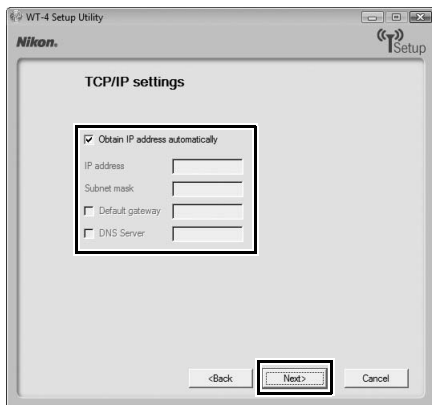 WT-4 Setup Utility
Nikon.
Setup
TCP/IP settings
Obtain IP address automatically
IP address
Subnet mask
Default gateway
DNS Server
<Back
Next>
Cancel